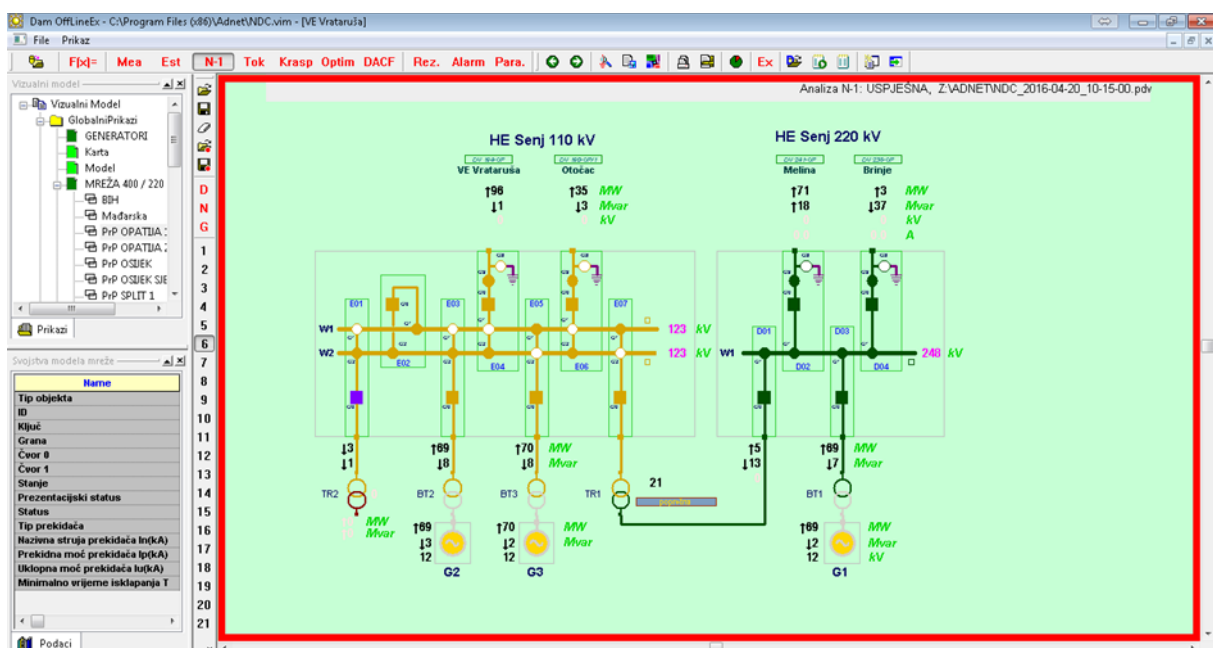 Dam OffLineEx - C:\Program Files (x86)\Adnet\NDC.vim - [VE Vrataruša]
File Prikaz
F(x)= Mea Est N-1 Tok Krasp Optim DACF Rez. Alarm Para. Ex
Vizualni model
Vizualni Model
GlobalniPrikazi
GENERATORI
Karta
Model
MREŽA 400 / 220
BIH
Mađarska
PrP OPATIJA
PrP OPATIJA
PrP OSIJEK
PrP OSIJEK SJE
PrP SPLIT 1
Prikazi
Svojstva modela mreže
Name
Tip objekta
ID
Ključ
Grana
Čvor 0
Čvor 1
Stanje
Prezentacijski status
Status
Tip prekidača
Nazivna struja prekidača In(kA)
Prekidna moć prekidača Ip(kA)
Uklopna moć prekidača Iu(kA)
Minimalno vrijeme isklapanja T
Podaci
D
N
G
1
2
3
4
5
6
7
8
9
10
11
12
13
14
15
16
17
18
19
20
21
Analiza N-1: USPJEŠNA, Z:\ADNET\NDC_2016-04-20_10-15-00.pdv
HE Senj 110 kV HE Senj 220 kV
VE Vrataruša Otočac Melina Brinje
↑96 ↑35 MW ↑71 ↑3 MW
↓1 ↓3 Mvar ↑18 ↓37 Mvar
kV kV
A
E01 E03 E05 E07
W1 123 kV D01 D03
W2 123 kV W1 248 kV
E02 E04 E06 D02 D04
↓3 ↑69 ↑70 MW ↑5 ↑69 MW
↓1 ↓8 ↓8 Mvar ↓13 ↓7 Mvar
21
TR2 BT2 BT3 TR1 BT1
MW
Mvar
↑69 ↑70 MW ↑69 MW
↓3 ↓2 Mvar ↓2 Mvar
12 12 12 kV
G2 G3 G1